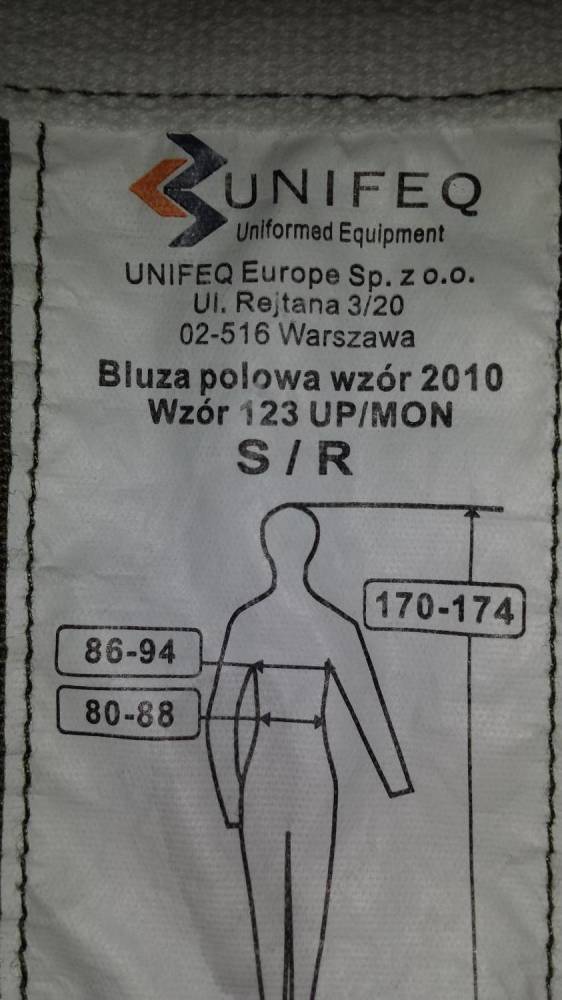 UNIFEQ
Uniformed Equipment
UNIFEQ Europe Sp. z o.o.
Ul. Rejtana 3/20
02-516 Warszawa
Bluza polowa wzór 2010
Wzór 123 UP/MON
S / R
170-174
86-94
80-88